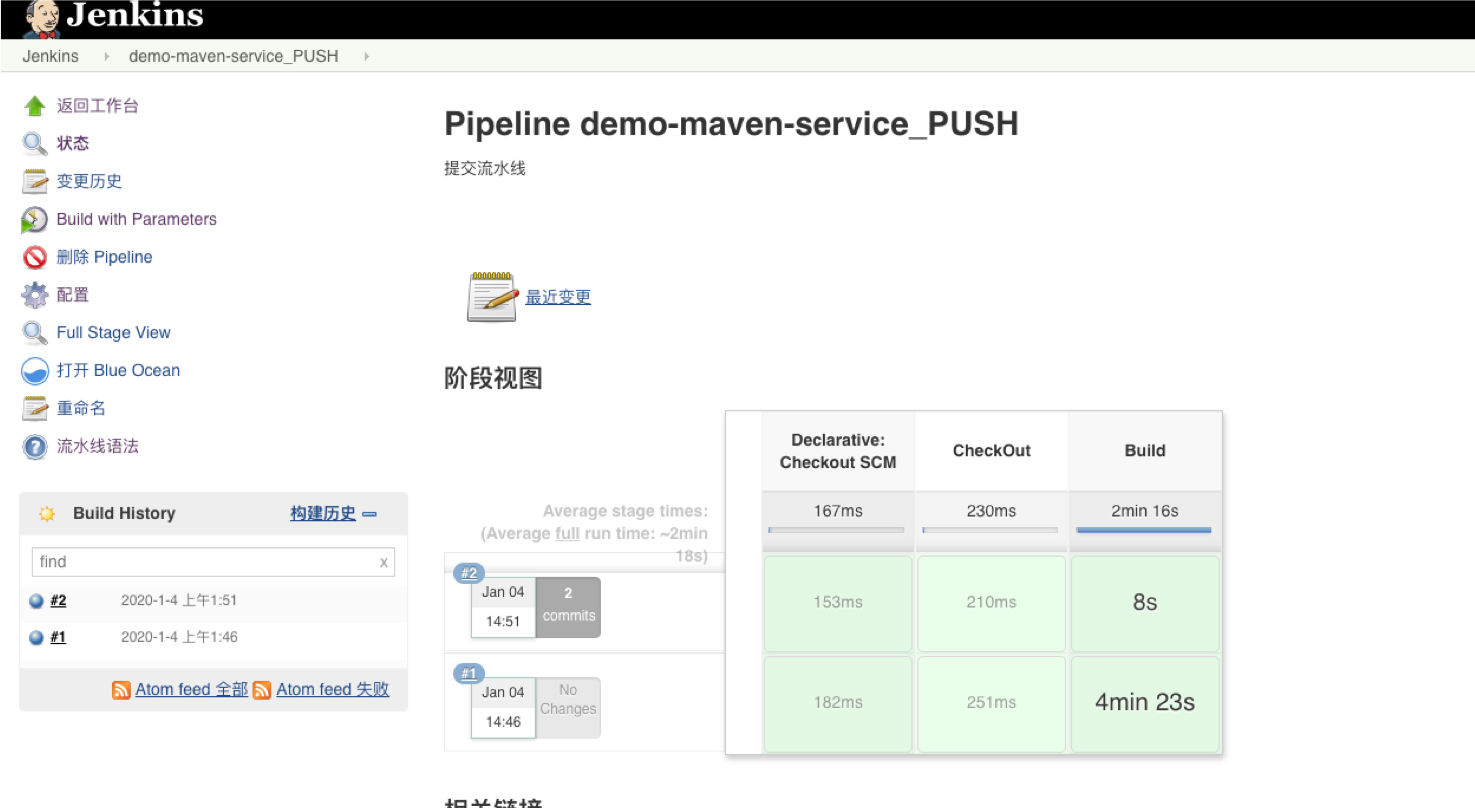 Jenkins
Jenkins
demo-maven-service_PUSH
返回工作台
状态
变更历史
Build with Parameters
删除 Pipeline
配置
Full Stage View
打开 Blue Ocean
重命名
流水线语法
Build History 构建历史
find x
#2 2020-1-4 上午1:51
#1 2020-1-4 上午1:46
Atom feed 全部 Atom feed 失败
Pipeline demo-maven-service_PUSH
提交流水线
最近变更
阶段视图
Declarative:
Checkout SCM
CheckOut
Build
Average stage times:
(Average full run time: ~2min
18s)
167ms 230ms 2min 16s
#2
Jan 04
14:51
2
commits
153ms 210ms 8s
#1
Jan 04
14:46
No
Changes
182ms 251ms 4min 23s
相关链接